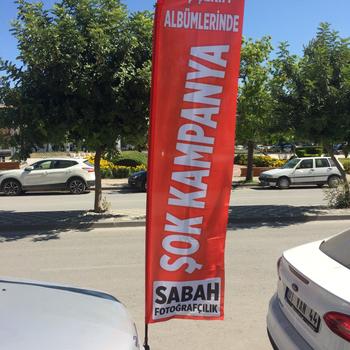 ALBÜMLERİNDE
ŞOK KAMPANYA
SABAH
FOTOĞRAFÇILIK